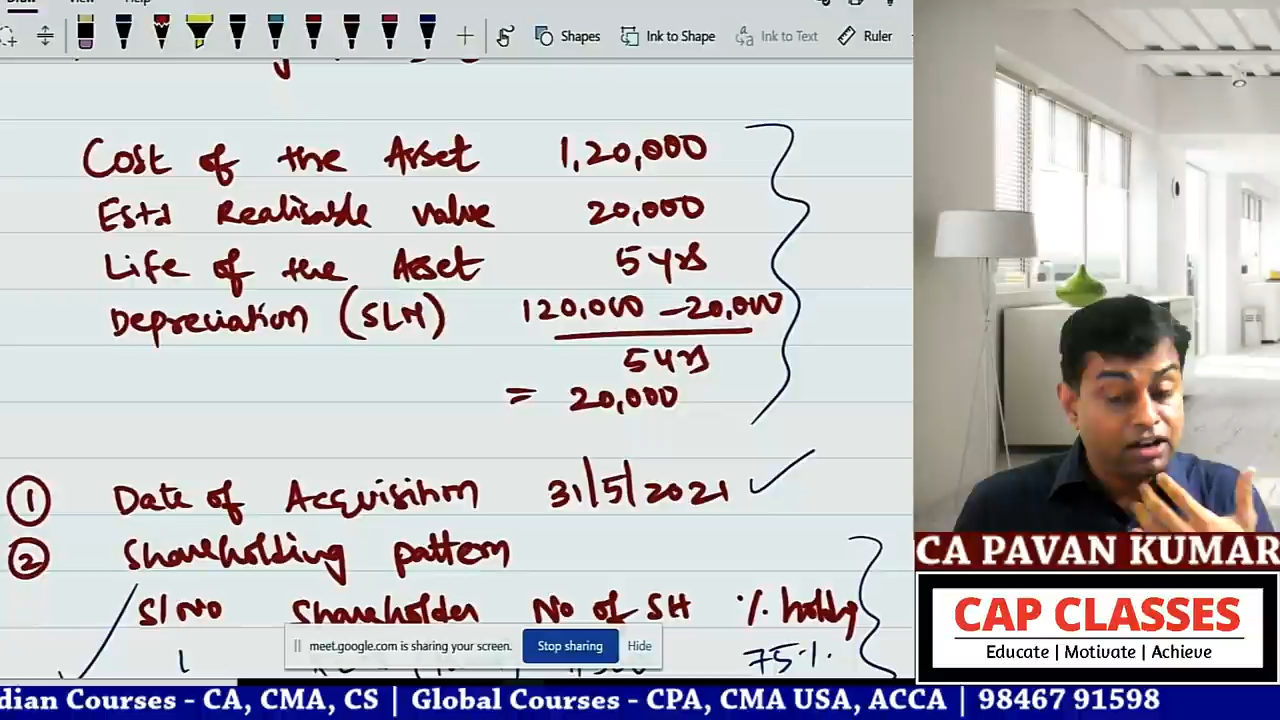 Shapes Ink to Shape Ink to Text Ruler
Cost of the Asset 1,20,000
Estd Realisable value 20,000
Life of the Asset 5 yrs
Depreciation (SLM) 120,000 - 20,000
5 yrs
= 20,000
① Date of Acquisition 31/5/2021
② Shareholding pattern
Sl No Shareholder No of SH % holding
meet.google.com is sharing your screen. Stop sharing Hide
1 75%
CA PAVAN KUMAR
CAP CLASSES
Educate | Motivate | Achieve
dian Courses - CA, CMA, CS | Global Courses - CPA, CMA USA, ACCA | 98467 91598